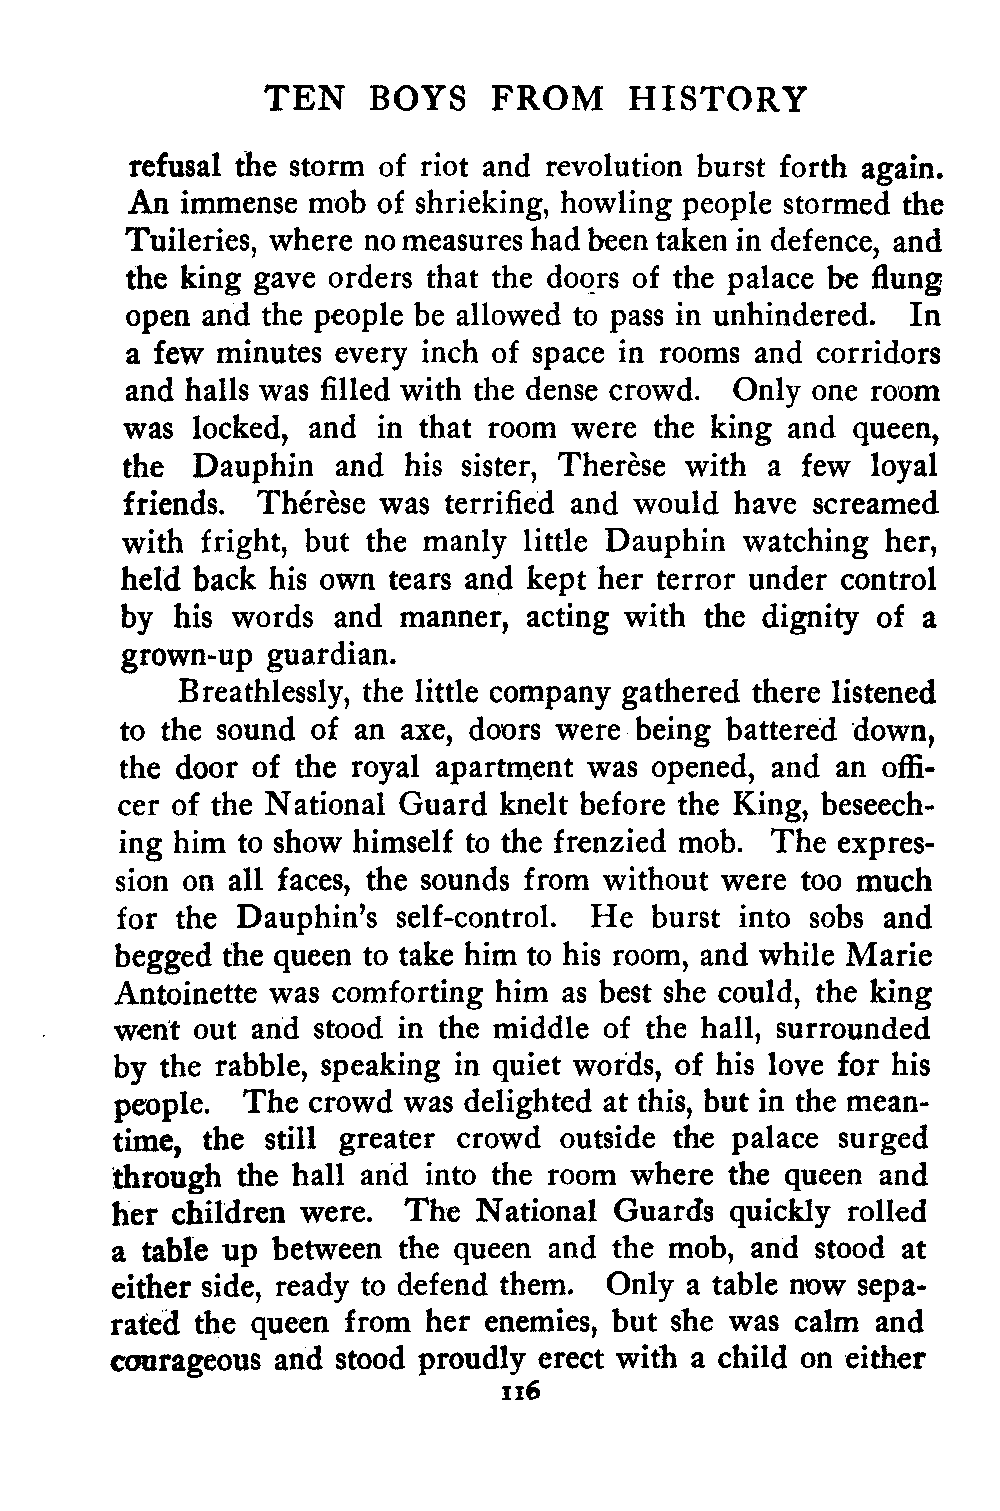 TEN BOYS FROM HISTORY
refusal the storm of riot and revolution burst forth again.
An immense mob of shrieking, howling people stormed the
Tuileries, where no measures had been taken in defence, and
the king gave orders that the doors of the palace be flung
open and the people be allowed to pass in unhindered. In
a few minutes every inch of space in rooms and corridors
and halls was filled with the dense crowd. Only one room
was locked, and in that room were the king and queen,
the Dauphin and his sister, Therèse with a few loyal
friends. Thérèse was terrified and would have screamed
with fright, but the manly little Dauphin watching her,
held back his own tears and kept her terror under control
by his words and manner, acting with the dignity of a
grown-up guardian.
Breathlessly, the little company gathered there listened
to the sound of an axe, doors were being battered down,
the door of the royal apartment was opened, and an offi-
cer of the National Guard knelt before the King, beseech-
ing him to show himself to the frenzied mob. The expres-
sion on all faces, the sounds from without were too much
for the Dauphin's self-control. He burst into sobs and
begged the queen to take him to his room, and while Marie
Antoinette was comforting him as best she could, the king
went out and stood in the middle of the hall, surrounded
by the rabble, speaking in quiet words, of his love for his
people. The crowd was delighted at this, but in the mean-
time, the still greater crowd outside the palace surged
through the hall and into the room where the queen and
her children were. The National Guards quickly rolled
a table up between the queen and the mob, and stood at
either side, ready to defend them. Only a table now sepa-
rated the queen from her enemies, but she was calm and
courageous and stood proudly erect with a child on either
116